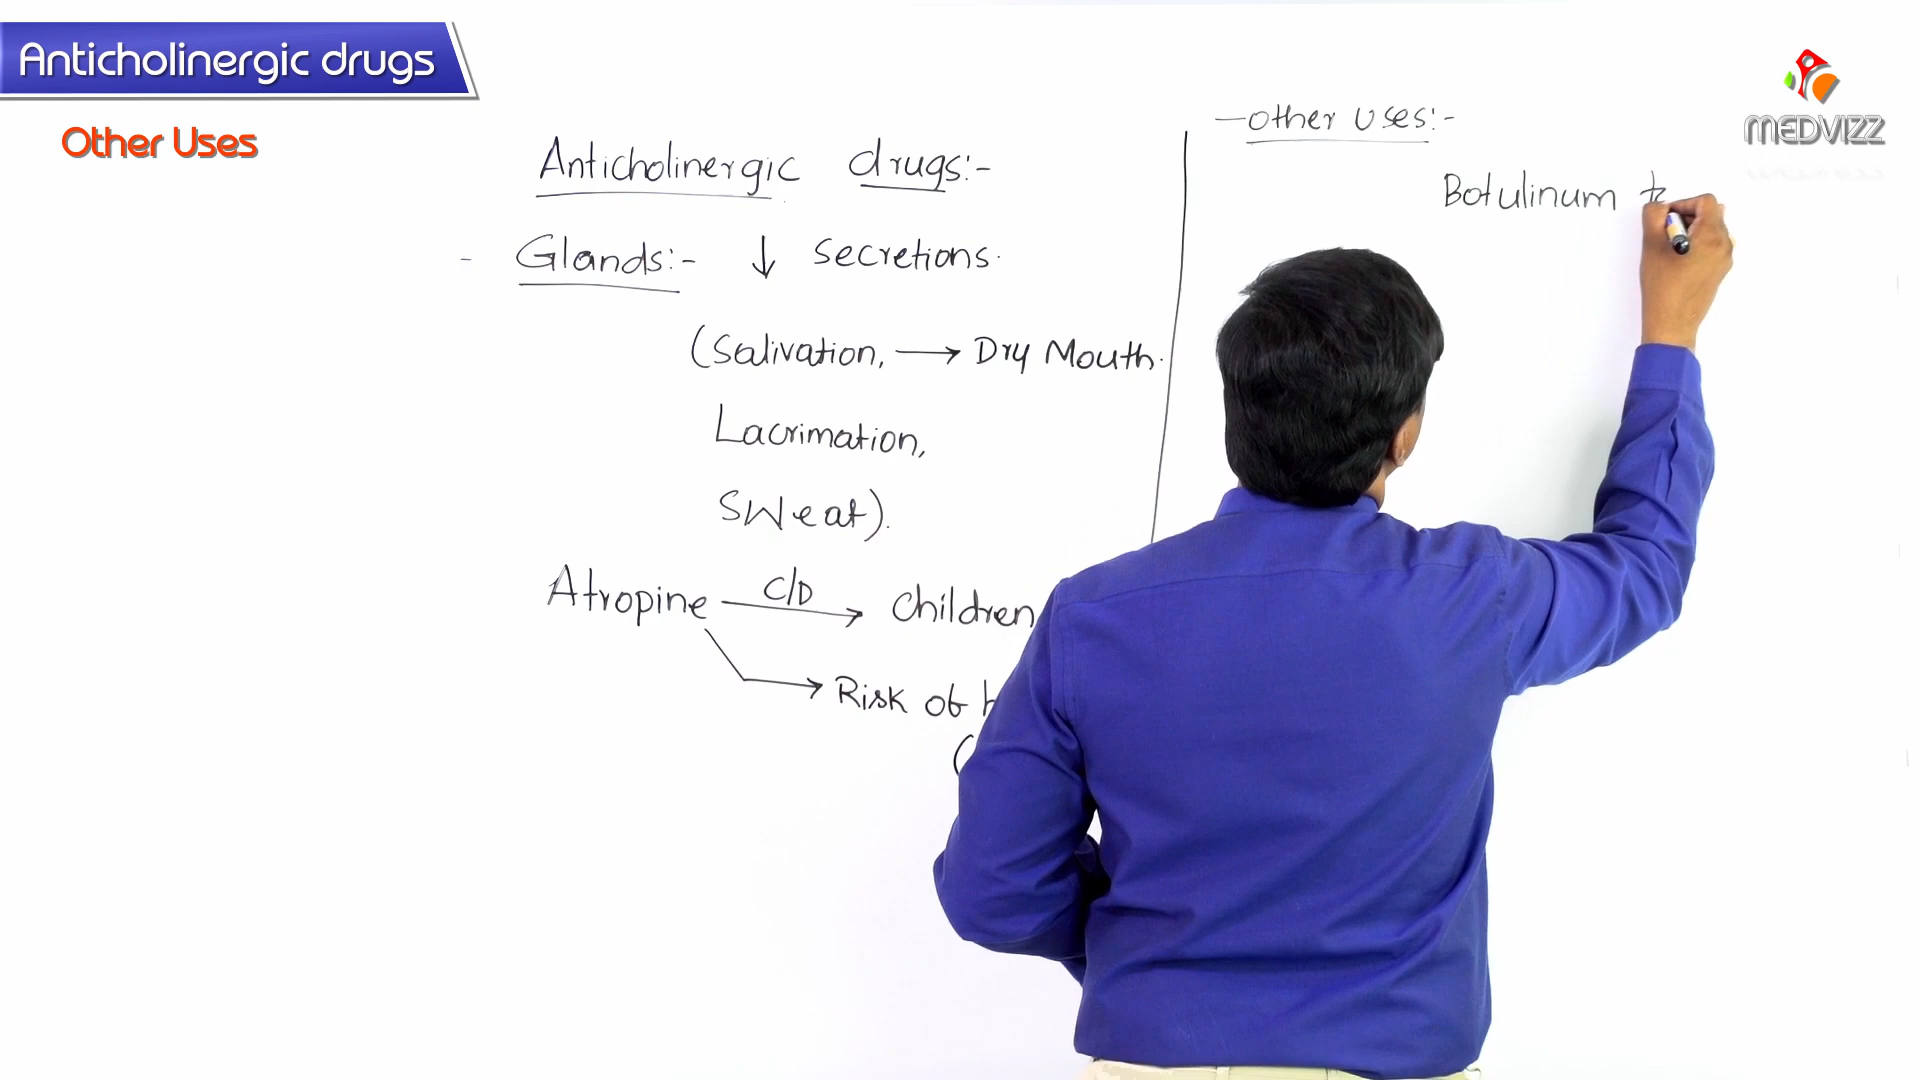 Anticholinergic drugs
Other Uses
MEDVIZZ
Anticholinergic drugs:-
- Glands:- ↓ secretions.
(Salivation, → Dry Mouth.
Lacrimation,
Sweat).
Atropine C/D → children
→ Risk of
(
- other uses:-
Botulinum